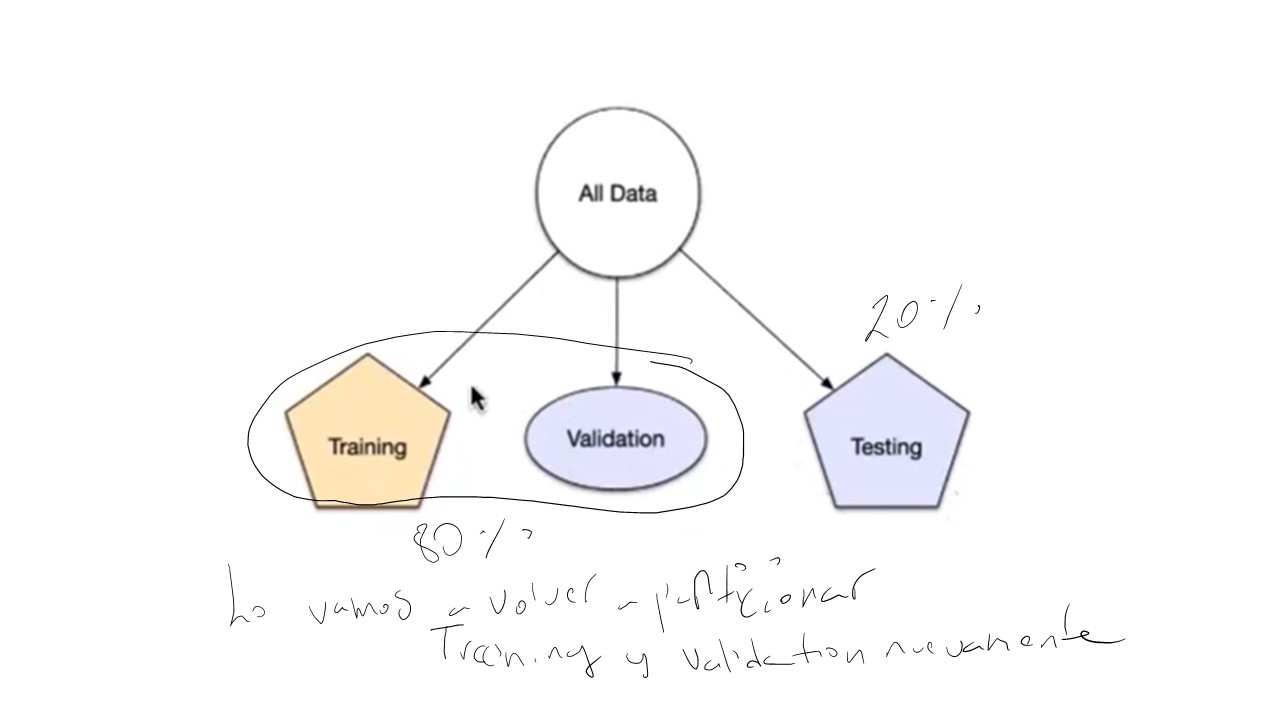 All Data
20%
Training
Validation
Testing
80%
Lo vamos a volver a particionar
Training y validation nuevamente